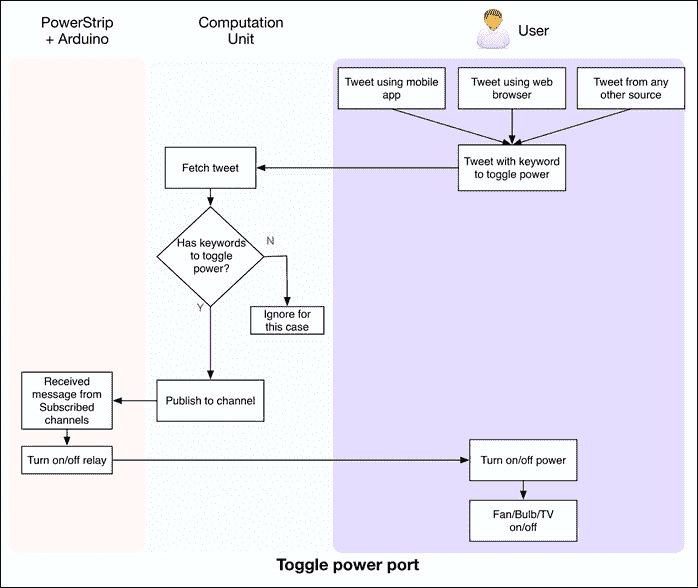 PowerStrip
+ Arduino
Computation
Unit
User
Tweet using mobile
app
Tweet using web
browser
Tweet from any
other source
Tweet with keyword
to toggle power
Fetch tweet
Has keywords
to toggle
power?
N
Y
Ignore for
this case
Publish to channel
Received
message from
Subscribed
channels
Turn on/off relay
Turn on/off power
Fan/Bulb/TV
on/off
Toggle power port